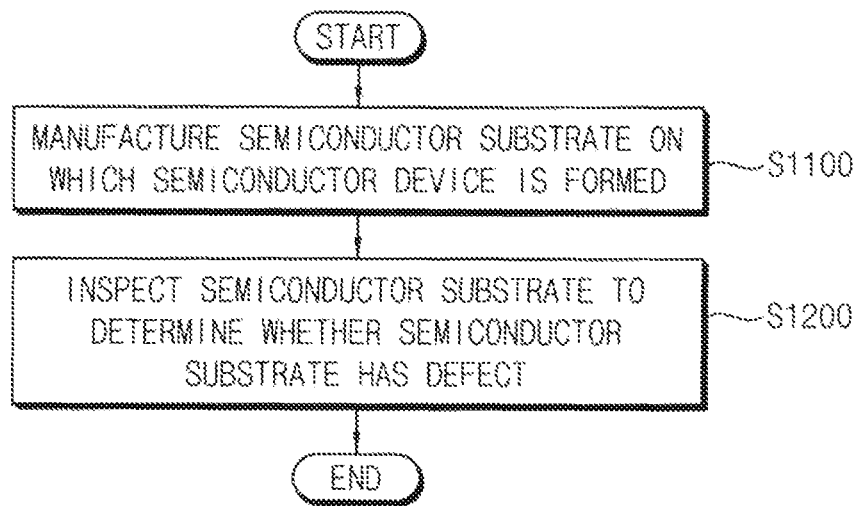 START
MANUFACTURE SEMICONDUCTOR SUBSTRATE ON
WHICH SEMICONDUCTOR DEVICE IS FORMED
S1100
INSPECT SEMICONDUCTOR SUBSTRATE TO
DETERMINE WHETHER SEMICONDUCTOR
SUBSTRATE HAS DEFECT
S1200
END